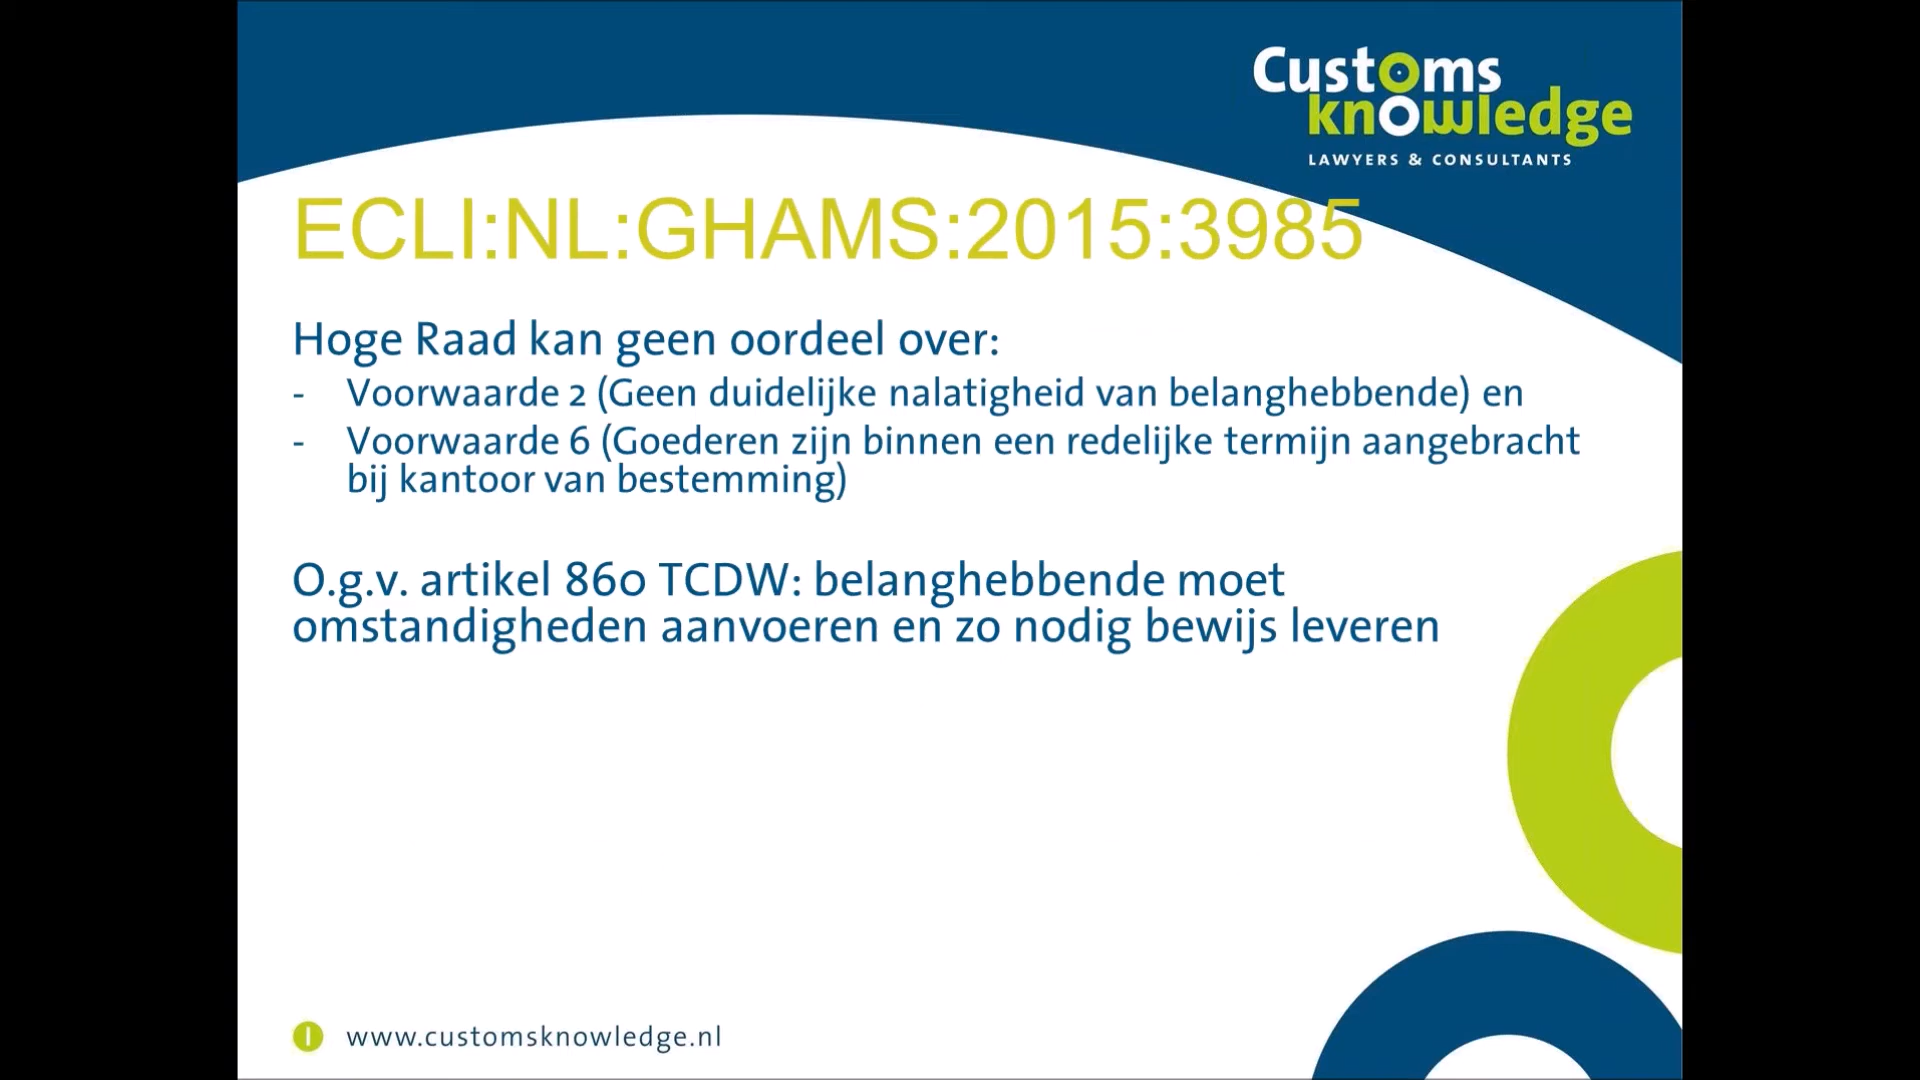 Customs
knowledge
LAWYERS & CONSULTANTS
ECLI:NL:GHAMS:2015:3985
Hoge Raad kan geen oordeel over:
- Voorwaarde 2 (Geen duidelijke nalatigheid van belanghebbende) en
- Voorwaarde 6 (Goederen zijn binnen een redelijke termijn aangebracht
bij kantoor van bestemming)
O.g.v. artikel 860 TCDW: belanghebbende moet
omstandigheden aanvoeren en zo nodig bewijs leveren
www.customsknowledge.nl